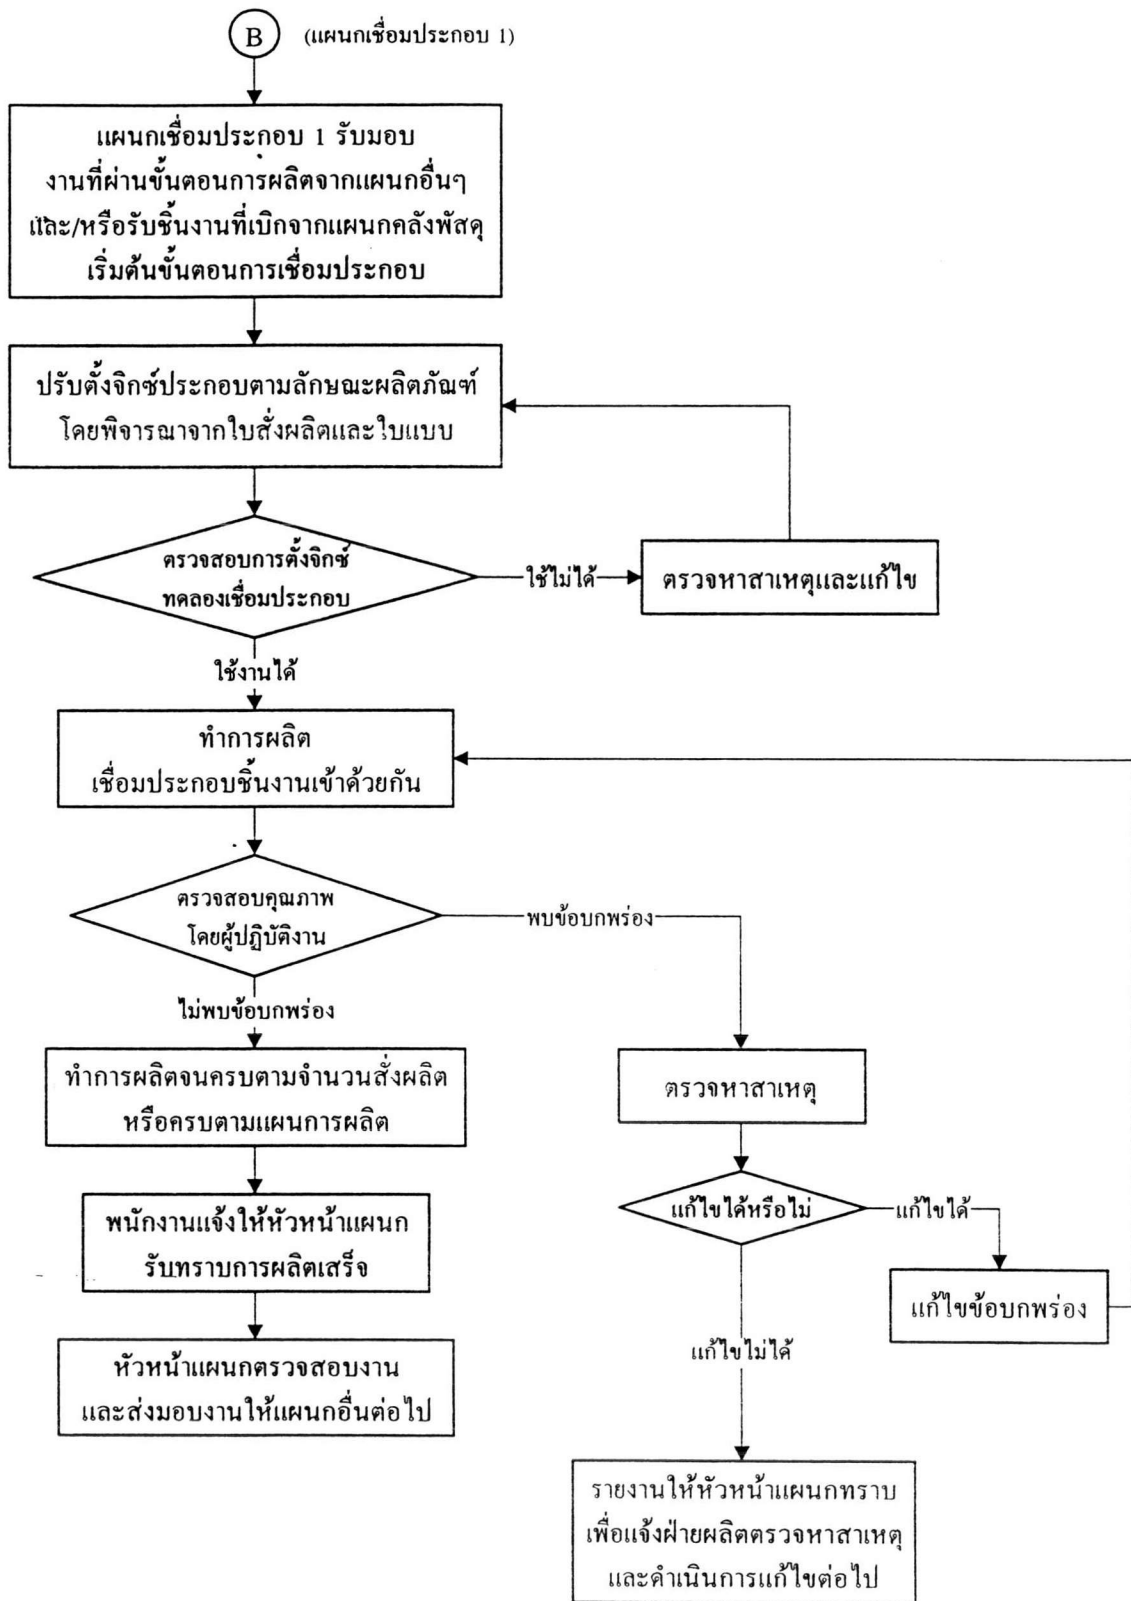 B (แผนกเชื่อมประกอบ 1)
แผนกเชื่อมประกอบ 1 รับมอบ
งานที่ผ่านขั้นตอนการผลิตจากแผนกอื่นๆ
และ/หรือรับชิ้นงานที่เบิกจากแผนกคลังพัสดุ
เริ่มต้นขั้นตอนการเชื่อมประกอบ
ปรับตั้งจิกซ์ประกอบตามลักษณะผลิตภัณฑ์
โดยพิจารณาจากใบสั่งผลิตและใบแบบ
ตรวจสอบการตั้งจิกซ์
ทดลองเชื่อมประกอบ
ใช้ไม่ได้
ตรวจหาสาเหตุและแก้ไข
ใช้งานได้
ทำการผลิต
เชื่อมประกอบชิ้นงานเข้าด้วยกัน
ตรวจสอบคุณภาพ
โดยผู้ปฏิบัติงาน
พบข้อบกพร่อง
ไม่พบข้อบกพร่อง
ทำการผลิตจนครบตามจำนวนสั่งผลิต
หรือครบตามแผนการผลิต
ตรวจหาสาเหตุ
พนักงานแจ้งให้หัวหน้าแผนก
รับทราบการผลิตเสร็จ
แก้ไขได้หรือไม่
แก้ไขได้
แก้ไขข้อบกพร่อง
แก้ไขไม่ได้
หัวหน้าแผนกตรวจสอบงาน
และส่งมอบงานให้แผนกอื่นต่อไป
รายงานให้หัวหน้าแผนกทราบ
เพื่อแจ้งฝ่ายผลิตตรวจหาสาเหตุ
และดำเนินการแก้ไขต่อไป